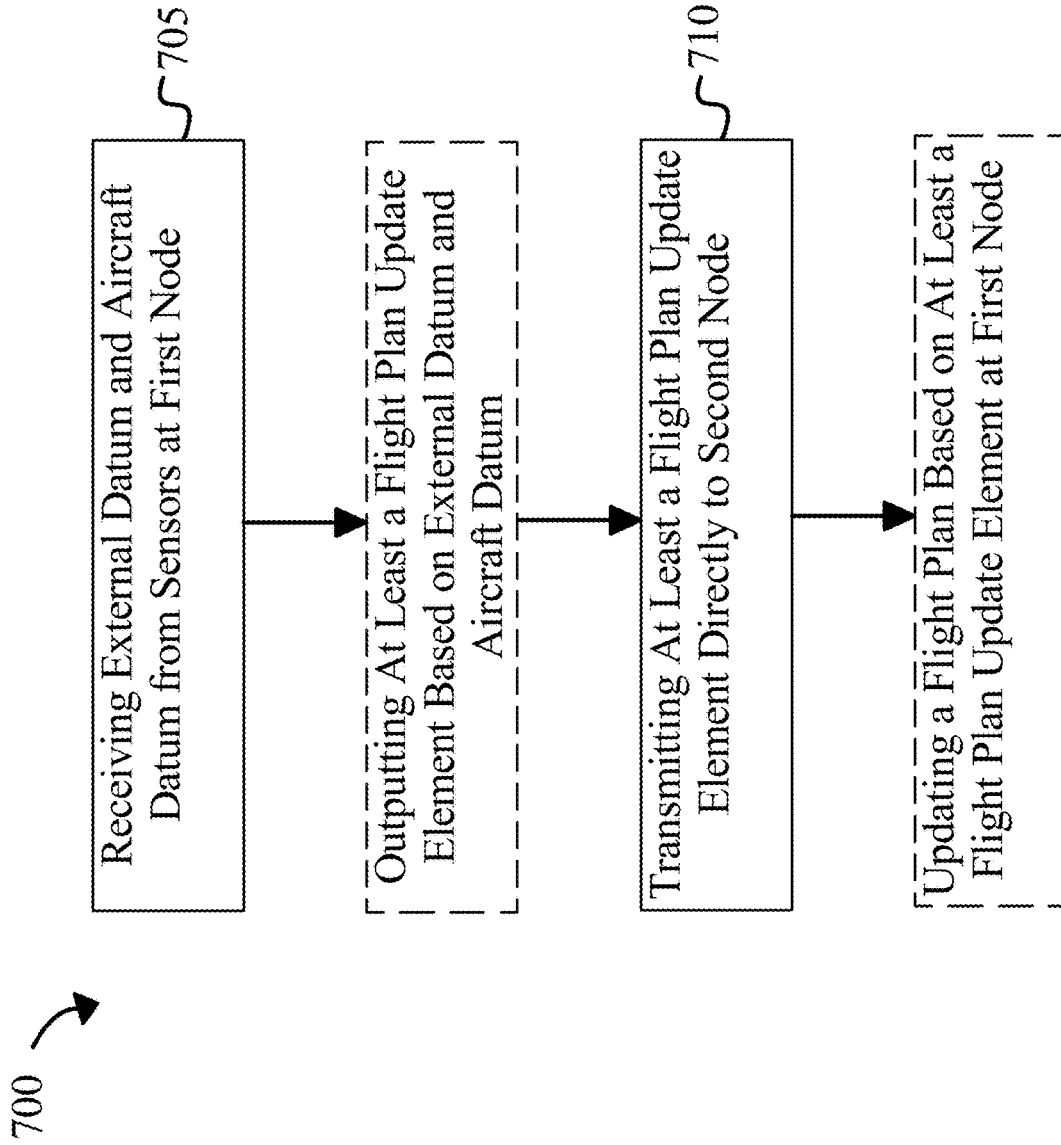 700
Receiving External Datum and Aircraft
Datum from Sensors at First Node
705
Outputting At Least a Flight Plan Update
Element Based on External Datum and
Aircraft Datum
Transmitting At Least a Flight Plan Update
Element Directly to Second Node
710
Updating a Flight Plan Based on At Least a
Flight Plan Update Element at First Node